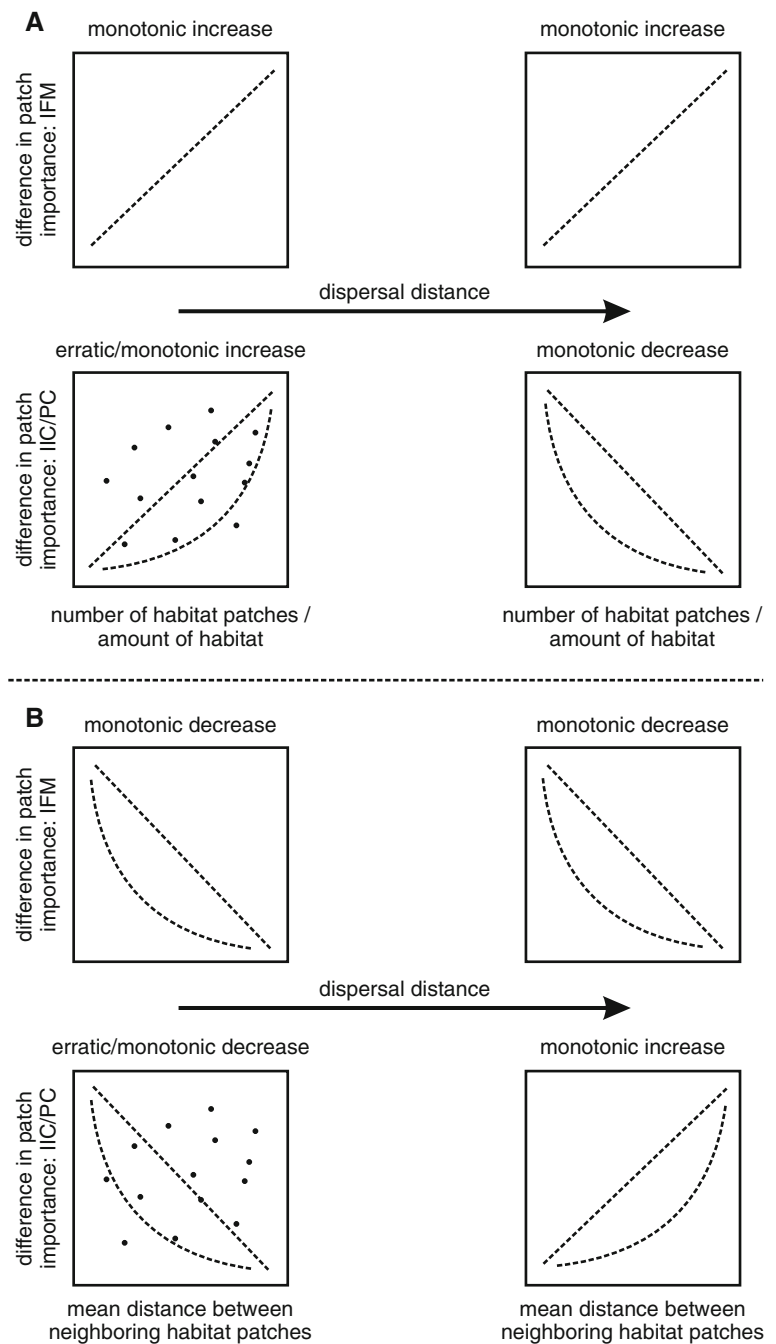 A
monotonic increase
monotonic increase
difference in patch
importance: IFM
dispersal distance
erratic/monotonic increase
monotonic decrease
difference in patch
importance: IIC/PC
number of habitat patches /
amount of habitat
number of habitat patches /
amount of habitat
B
monotonic decrease
monotonic decrease
difference in patch
importance: IFM
dispersal distance
erratic/monotonic decrease
monotonic increase
difference in patch
importance: IIC/PC
mean distance between
neighboring habitat patches
mean distance between
neighboring habitat patches